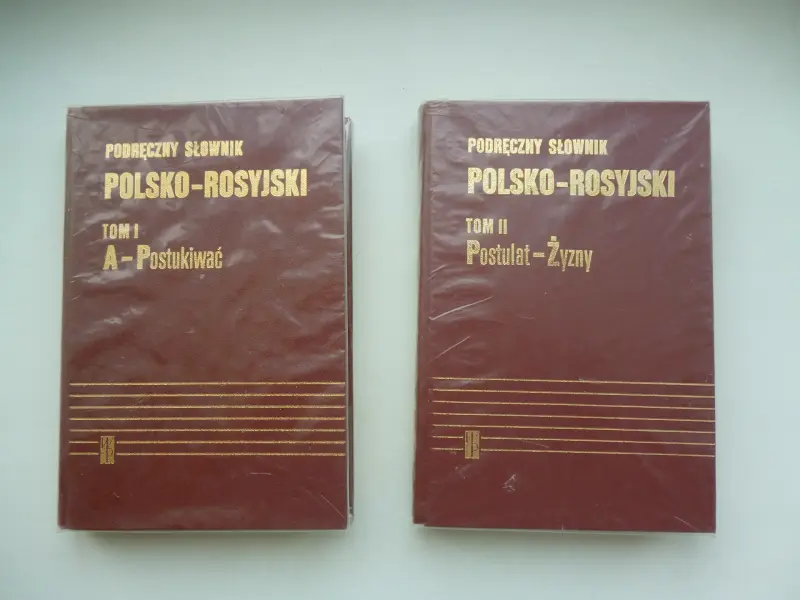 PODRĘCZNY SŁOWNIK
POLSKO-ROSYJSKI
TOM I
A-Postukiwać
PODRĘCZNY SŁOWNIK
POLSKO-ROSYJSKI
TOM II
Postulat-Żyzny